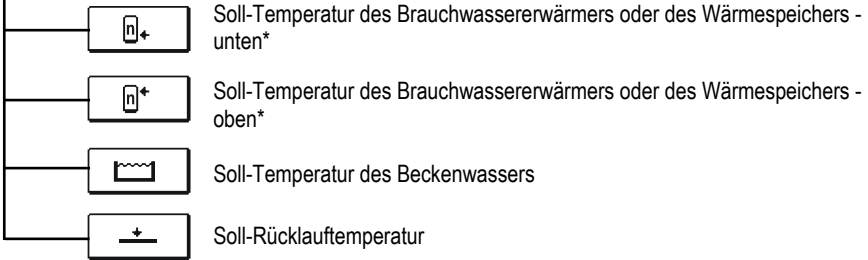 n
Soll-Temperatur des Brauchwassererwärmers oder des Wärmespeichers -
unten*
n
Soll-Temperatur des Brauchwassererwärmers oder des Wärmespeichers -
oben*
Soll-Temperatur des Beckenwassers
Soll-Rücklauftemperatur